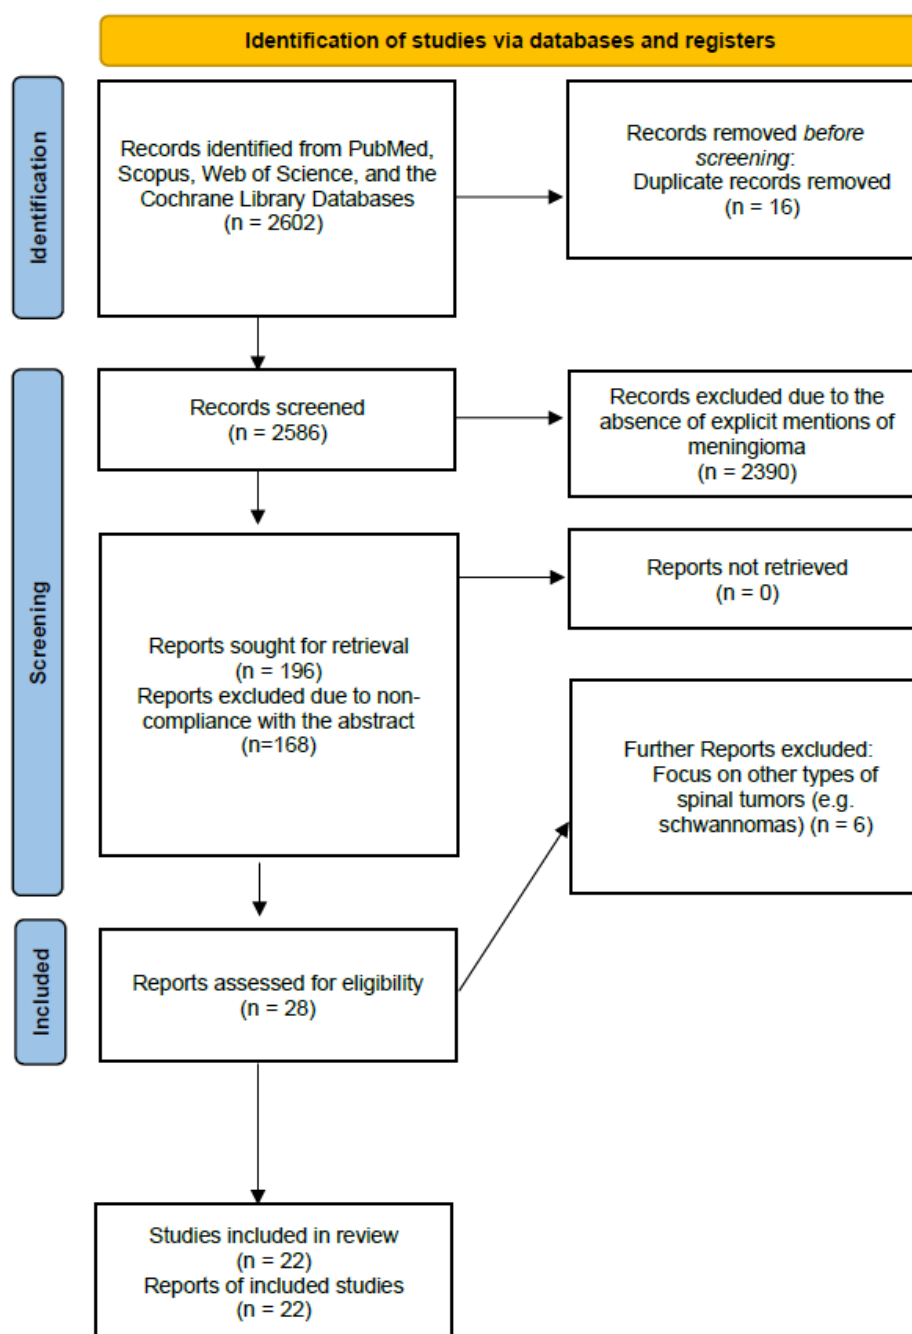 Identification of studies via databases and registers
Identification
Records identified from PubMed,
Scopus, Web of Science, and the
Cochrane Library Databases
(n = 2602)
Records removed before
screening:
Duplicate records removed
(n = 16)
Screening
Records screened
(n = 2586)
Records excluded due to the
absence of explicit mentions of
meningioma
(n = 2390)
Reports sought for retrieval
(n = 196)
Reports excluded due to non-
compliance with the abstract
(n=168)
Reports not retrieved
(n = 0)
Further Reports excluded:
Focus on other types of
spinal tumors (e.g.
schwannomas) (n = 6)
Included
Reports assessed for eligibility
(n = 28)
Studies included in review
(n = 22)
Reports of included studies
(n = 22)